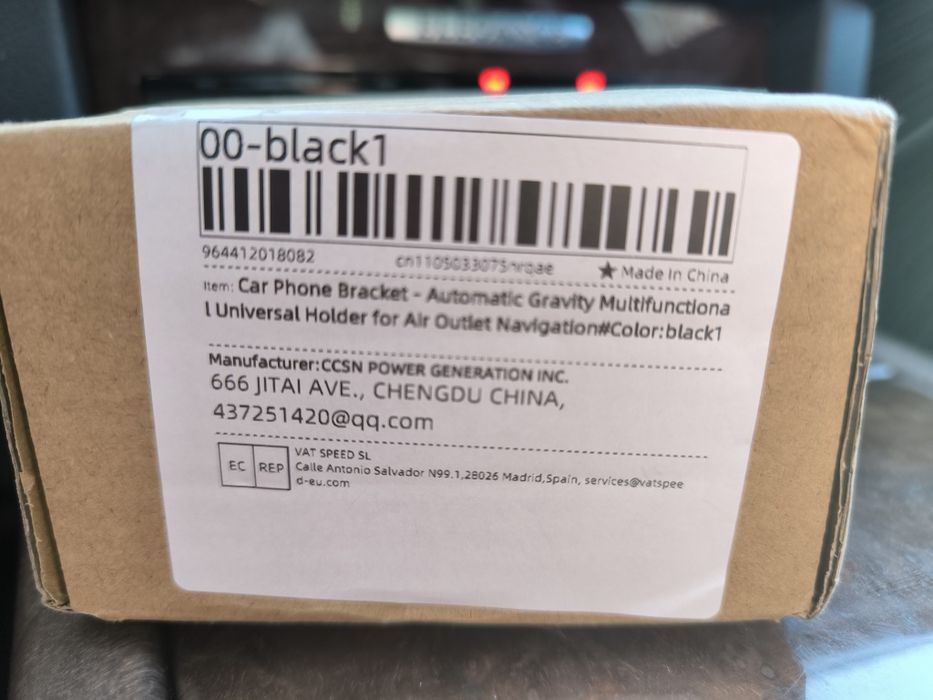 00-black1
964412018082
★ Made In China
Item: Car Phone Bracket - Automatic Gravity Multifunctiona
l Universal Holder for Air Outlet Navigation#Color:black1
Manufacturer:CCSN POWER GENERATION INC.
666 JITAI AVE., CHENGDU CHINA,
437251420@qq.com
EC REP
VAT SPEED SL
Calle Antonio Salvador N99.1,28026 Madrid,Spain, services@vatspee
d-eu.com